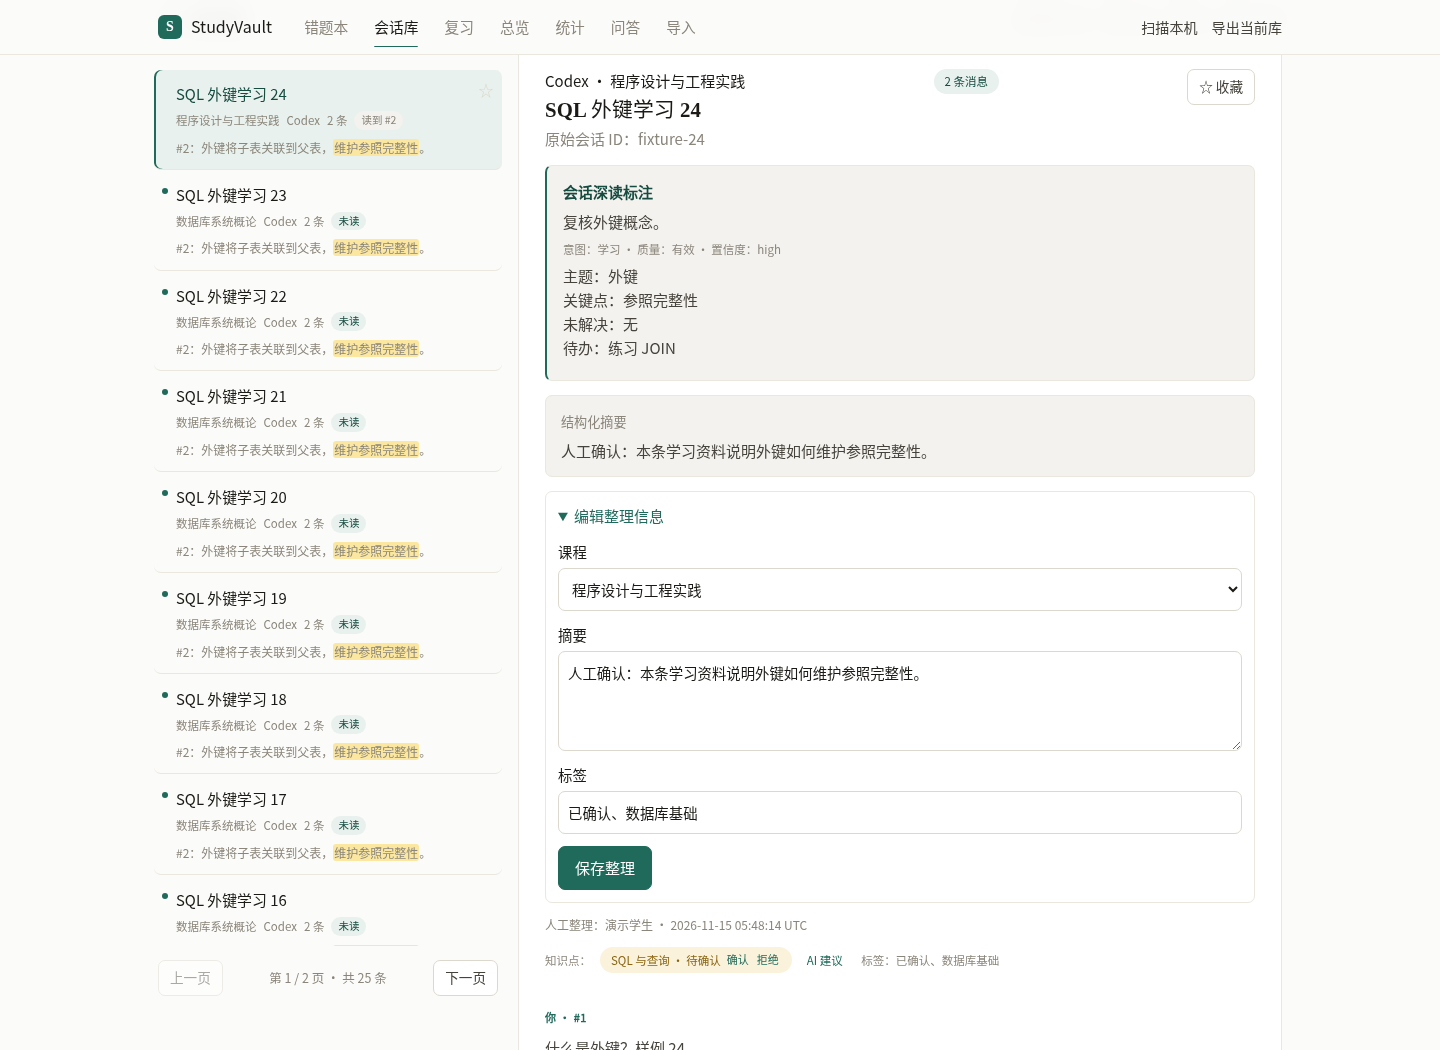 S StudyVault 错题本 会话库 复习 总览 统计 问答 导入 扫描本机 导出当前库
SQL 外键学习 24 ☆
程序设计与工程实践 Codex 2 条 读到 #2
#2：外键将子表关联到父表，维护参照完整性。
SQL 外键学习 23
数据库系统概论 Codex 2 条 未读
#2：外键将子表关联到父表，维护参照完整性。
SQL 外键学习 22
数据库系统概论 Codex 2 条 未读
#2：外键将子表关联到父表，维护参照完整性。
SQL 外键学习 21
数据库系统概论 Codex 2 条 未读
#2：外键将子表关联到父表，维护参照完整性。
SQL 外键学习 20
数据库系统概论 Codex 2 条 未读
#2：外键将子表关联到父表，维护参照完整性。
SQL 外键学习 19
数据库系统概论 Codex 2 条 未读
#2：外键将子表关联到父表，维护参照完整性。
SQL 外键学习 18
数据库系统概论 Codex 2 条 未读
#2：外键将子表关联到父表，维护参照完整性。
SQL 外键学习 17
数据库系统概论 Codex 2 条 未读
#2：外键将子表关联到父表，维护参照完整性。
SQL 外键学习 16
数据库系统概论 Codex 2 条 未读
上一页 第 1 / 2 页 · 共 25 条 下一页
Codex · 程序设计与工程实践 2 条消息 ☆ 收藏
SQL 外键学习 24
原始会话 ID：fixture-24
会话深读标注
复核外键概念。
意图：学习 · 质量：有效 · 置信度：high
主题：外键
关键点：参照完整性
未解决：无
待办：练习 JOIN
结构化摘要
人工确认：本条学习资料说明外键如何维护参照完整性。
▼ 编辑整理信息
课程
程序设计与工程实践
摘要
人工确认：本条学习资料说明外键如何维护参照完整性。
标签
已确认、数据库基础
保存整理
人工整理：演示学生 · 2026-11-15 05:48:14 UTC
知识点： SQL 与查询 · 待确认 确认 拒绝 AI 建议 标签：已确认、数据库基础
你 · #1
什么是外键？样例 24